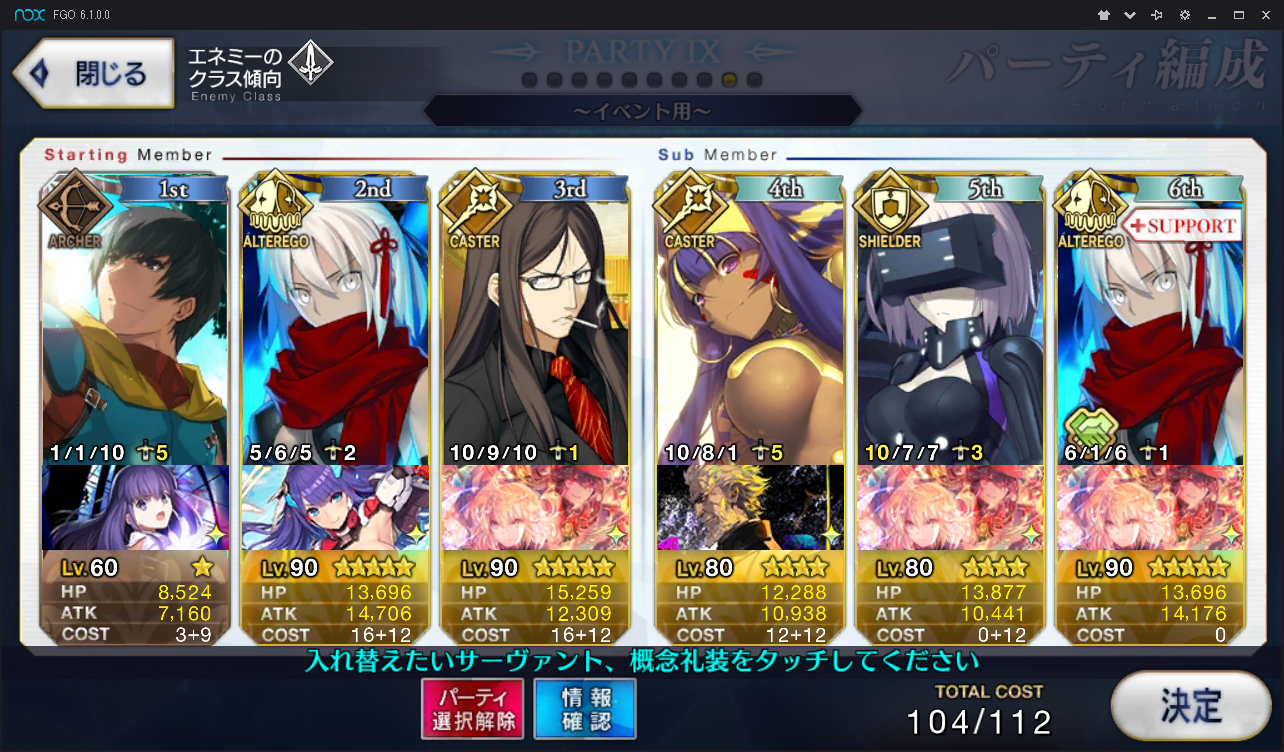 nox FGO 6.1.0.0
閉じる
エネミーの
クラス傾向
Enemy Class
PARTY IX
パーティ編成
Formation
～イベント用～
Starting Member
Sub Member
1st
2nd
3rd
4th
5th
6th
ARCHER
ALTEREGO
CASTER
CASTER
SHIELDER
ALTEREGO
+SUPPORT
1/1/10 5
5/6/5 2
10/9/10 1
10/8/1 5
10/7/7 3
6/1/6 1
Lv.60
HP 8,524
ATK 7,160
COST 3+9
Lv.90
HP 13,696
ATK 14,706
COST 16+12
Lv.90
HP 15,259
ATK 12,309
COST 16+12
Lv.80
HP 12,288
ATK 10,938
COST 12+12
Lv.80
HP 13,877
ATK 10,441
COST 0+12
Lv.90
HP 13,696
ATK 14,176
COST 0
入れ替えたいサーヴァント、概念礼装をタッチしてください
パーティ
選択解除
情報
確認
TOTAL COST
104/112
決定